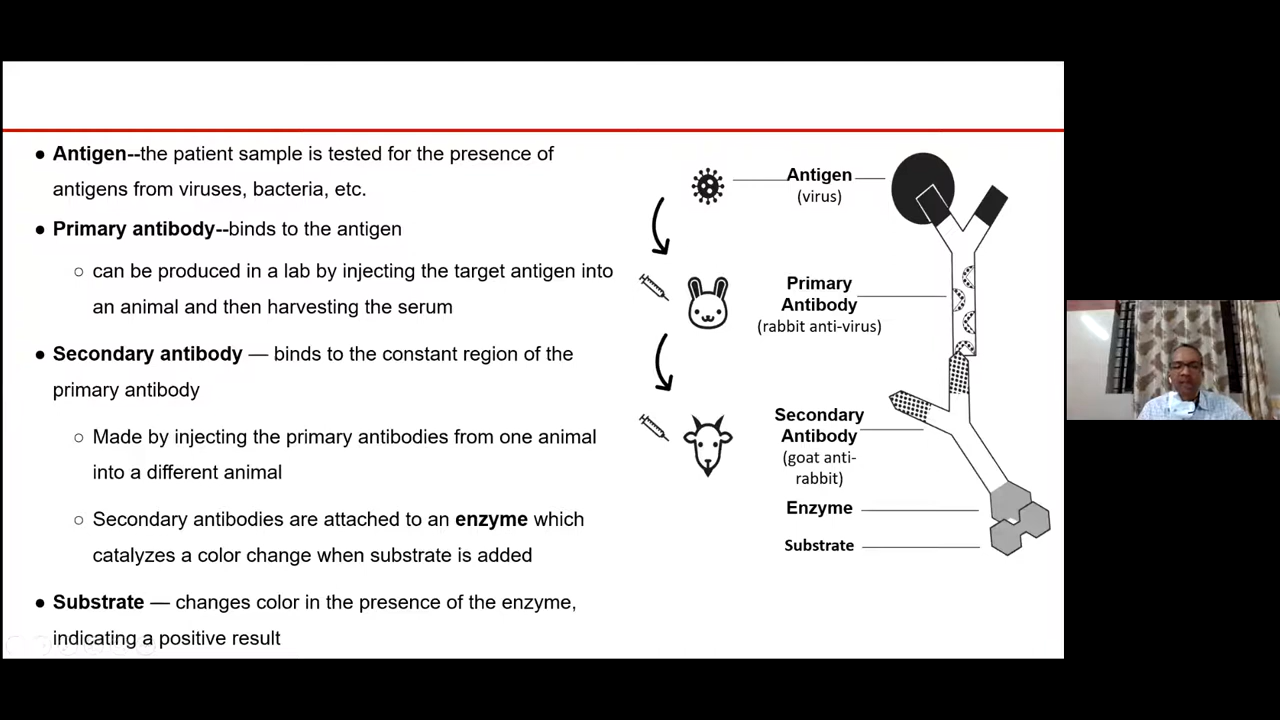 ● Antigen--the patient sample is tested for the presence of
antigens from viruses, bacteria, etc.
● Primary antibody--binds to the antigen
○ can be produced in a lab by injecting the target antigen into
an animal and then harvesting the serum
● Secondary antibody — binds to the constant region of the
primary antibody
○ Made by injecting the primary antibodies from one animal
into a different animal
○ Secondary antibodies are attached to an enzyme which
catalyzes a color change when substrate is added
● Substrate — changes color in the presence of the enzyme,
indicating a positive result
Antigen
(virus)
Primary
Antibody
(rabbit anti-virus)
Secondary
Antibody
(goat anti-
rabbit)
Enzyme
Substrate